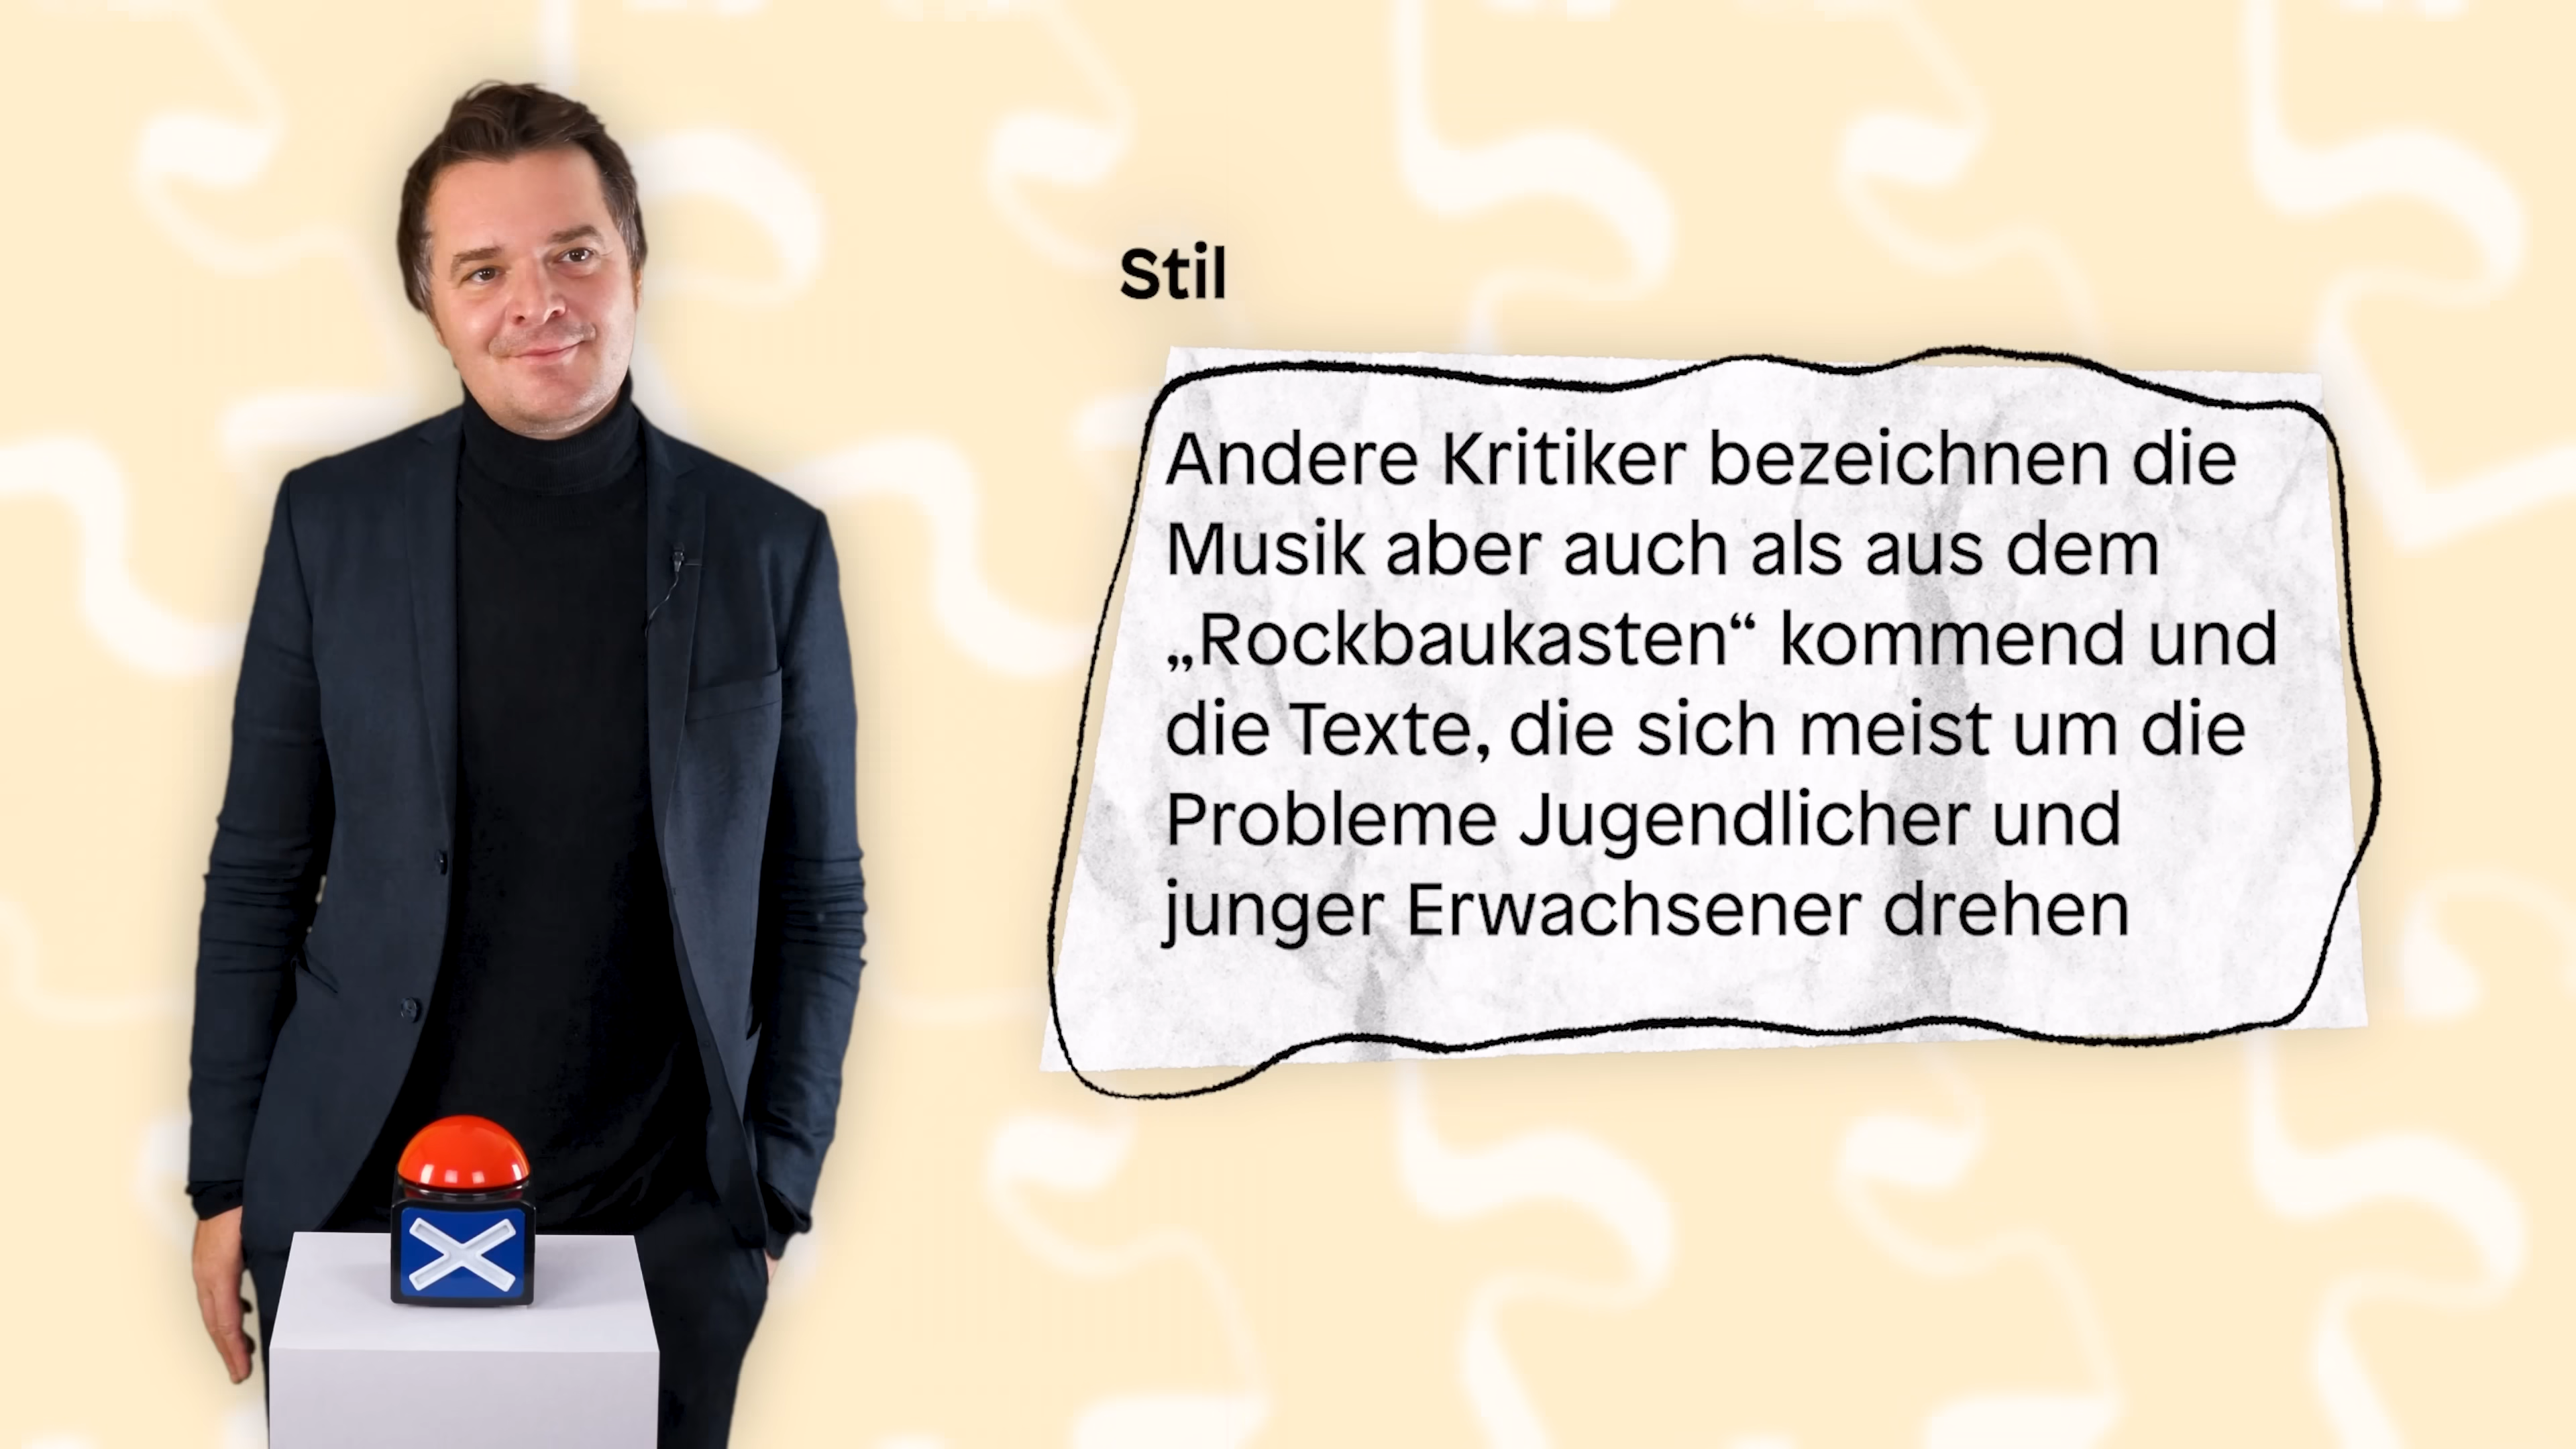 Stil
Andere Kritiker bezeichnen die
Musik aber auch als aus dem
„Rockbaukasten“ kommend und
die Texte, die sich meist um die
Probleme Jugendlicher und
junger Erwachsener drehen